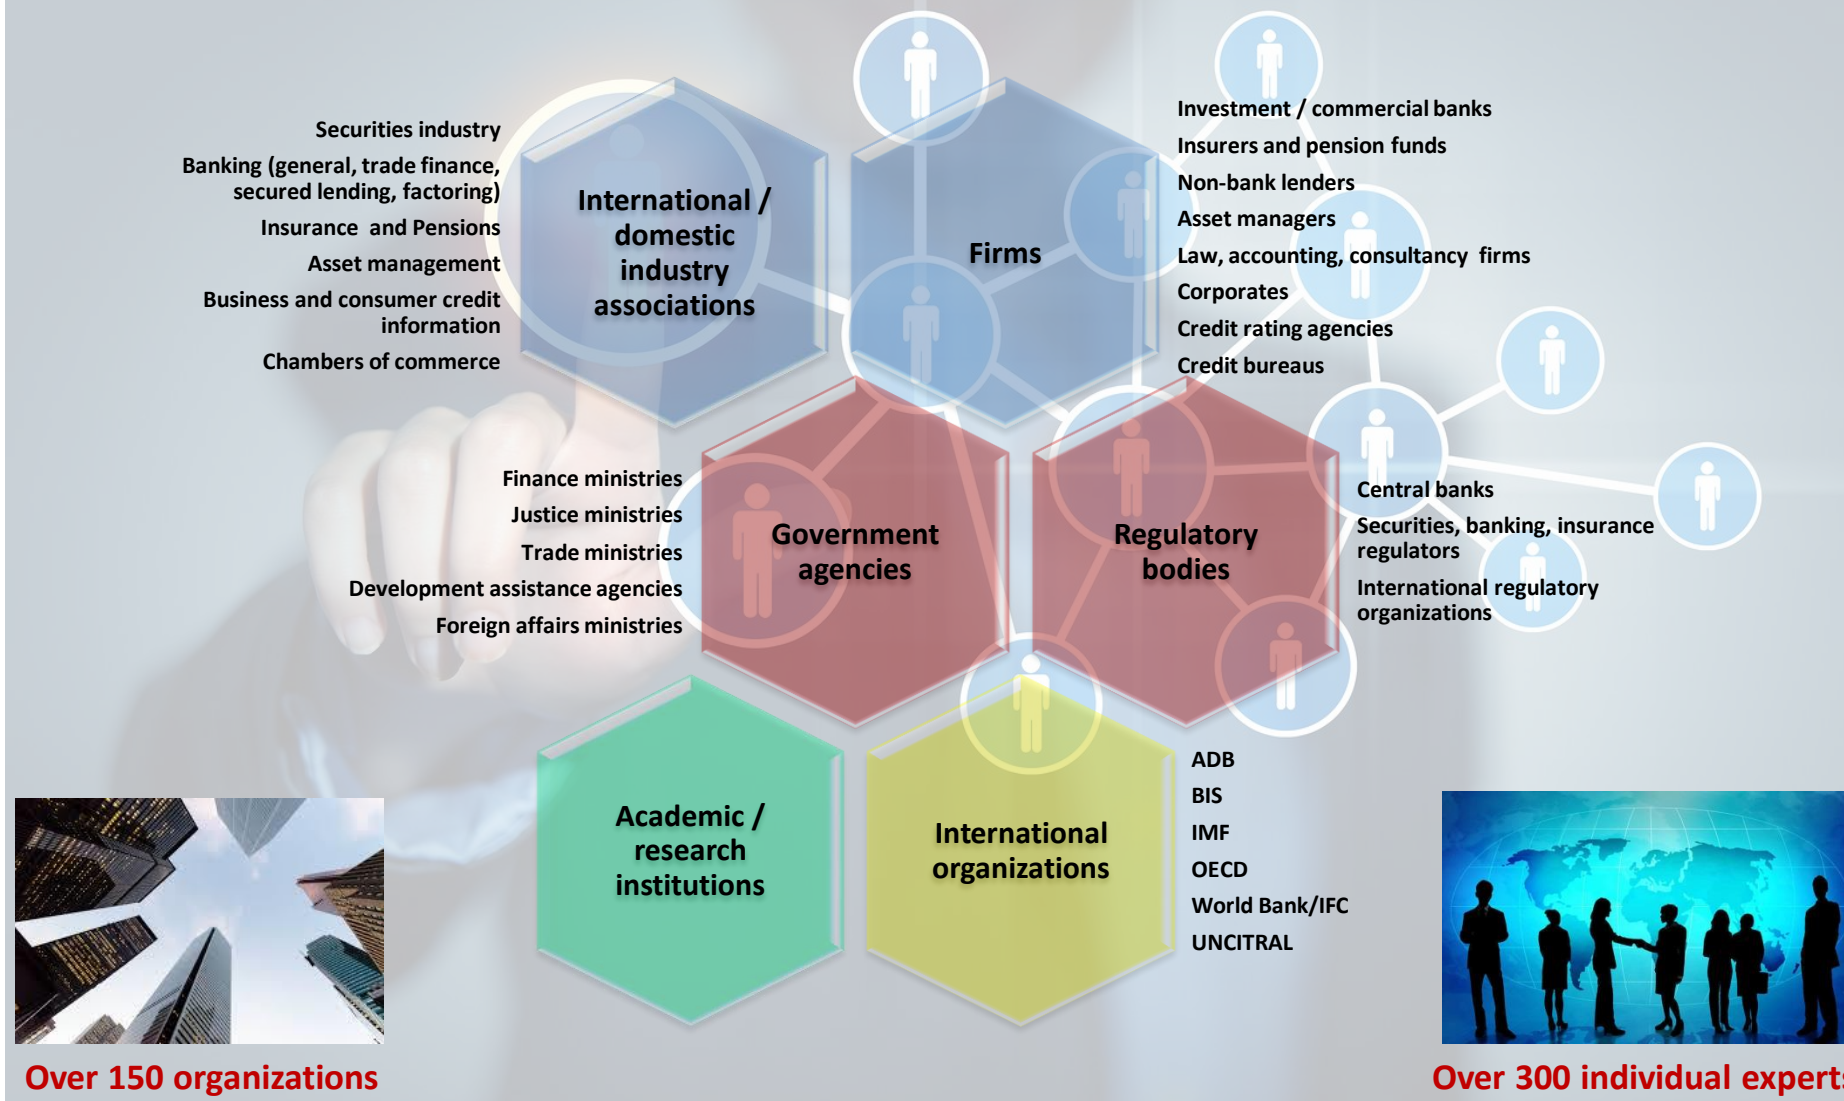 Securities industry
Banking (general, trade finance,
secured lending, factoring)
Insurance and Pensions
Asset management
Business and consumer credit
information
Chambers of commerce
International /
domestic
industry
associations
Firms
Investment / commercial banks
Insurers and pension funds
Non-bank lenders
Asset managers
Law, accounting, consultancy firms
Corporates
Credit rating agencies
Credit bureaus
Finance ministries
Justice ministries
Trade ministries
Development assistance agencies
Foreign affairs ministries
Government
agencies
Regulatory
bodies
Central banks
Securities, banking, insurance
regulators
International regulatory
organizations
Academic /
research
institutions
International
organizations
ADB
BIS
IMF
OECD
World Bank/IFC
UNCITRAL
Over 150 organizations
Over 300 individual experts